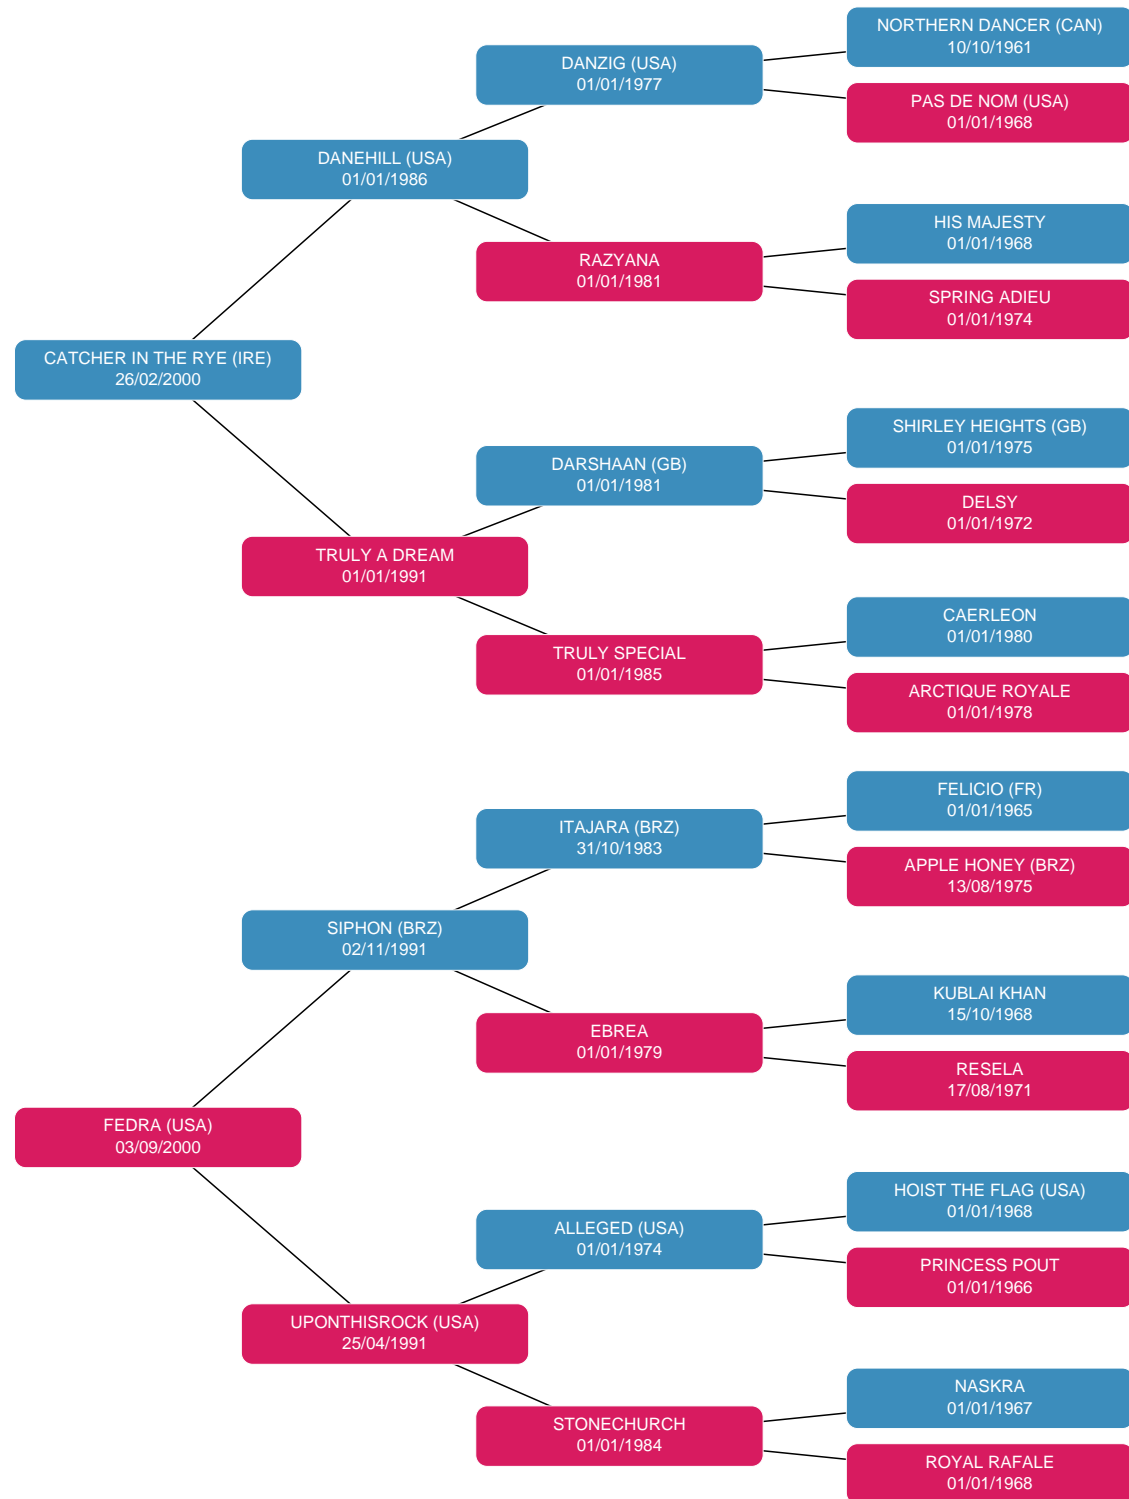 NORTHERN DANCER (CAN)
10/10/1961
DANZIG (USA)
01/01/1977
PAS DE NOM (USA)
01/01/1968
DANEHILL (USA)
01/01/1986
HIS MAJESTY
01/01/1968
RAZYANA
01/01/1981
SPRING ADIEU
01/01/1974
CATCHER IN THE RYE (IRE)
26/02/2000
SHIRLEY HEIGHTS (GB)
01/01/1975
DARSHAAN (GB)
01/01/1981
DELSY
01/01/1972
TRULY A DREAM
01/01/1991
CAERLEON
01/01/1980
TRULY SPECIAL
01/01/1985
ARCTIQUE ROYALE
01/01/1978
FELICIO (FR)
01/01/1965
ITAJARA (BRZ)
31/10/1983
APPLE HONEY (BRZ)
13/08/1975
SIPHON (BRZ)
02/11/1991
KUBLAI KHAN
15/10/1968
EBREA
01/01/1979
RESELA
17/08/1971
FEDRA (USA)
03/09/2000
HOIST THE FLAG (USA)
01/01/1968
ALLEGED (USA)
01/01/1974
PRINCESS POUT
01/01/1966
UPONTHISROCK (USA)
25/04/1991
NASKRA
01/01/1967
STONECHURCH
01/01/1984
ROYAL RAFALE
01/01/1968